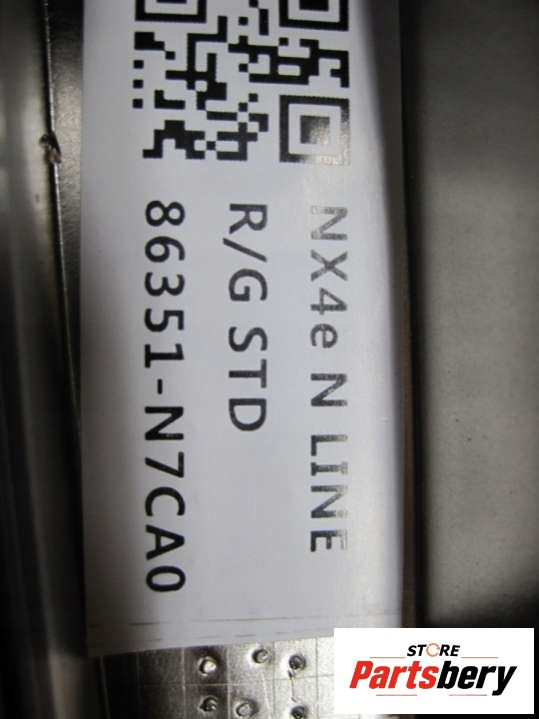 NX4e N LINE
R/G STD
86351-N7CA0
STORE
Partsbery